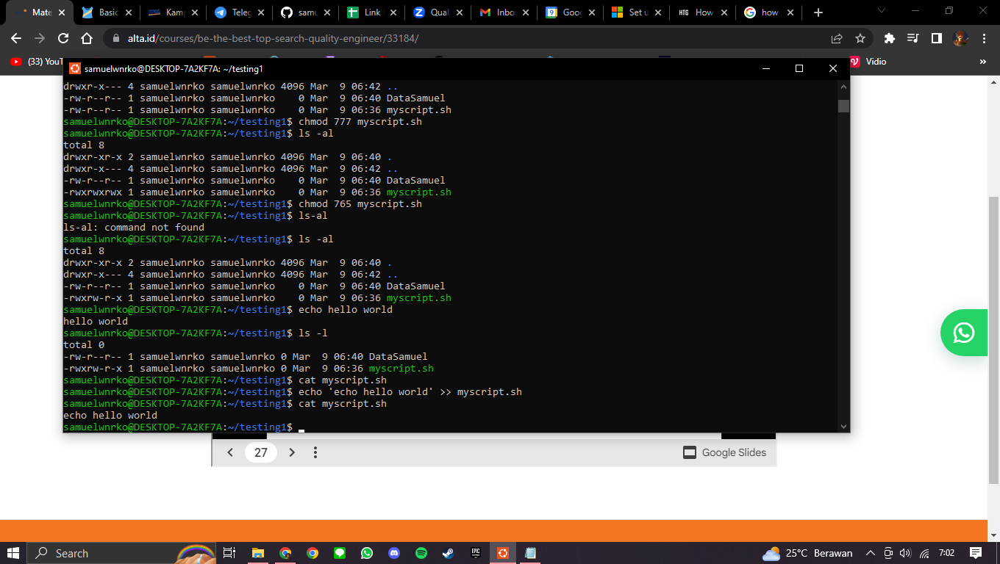 Mate
Basic
Kamp
Teleg
samu
Link
Qual
Inbo
Goog
Set u
HTG How
how
alta.id/courses/be-the-best-top-search-quality-engineer/33184/
(33) YouT
Vidio
»
samuelwnrko@DESKTOP-7A2KF7A: ~/testing1
drwxr-x--- 4 samuelwnrko samuelwnrko 4096 Mar  9 06:42 ..
-rw-r--r-- 1 samuelwnrko samuelwnrko    0 Mar  9 06:40 DataSamuel
-rw-r--r-- 1 samuelwnrko samuelwnrko    0 Mar  9 06:36 myscript.sh
samuelwnrko@DESKTOP-7A2KF7A:~/testing1$ chmod 777 myscript.sh
samuelwnrko@DESKTOP-7A2KF7A:~/testing1$ ls -al
total 8
drwxr-xr-x 2 samuelwnrko samuelwnrko 4096 Mar  9 06:40 .
drwxr-x--- 4 samuelwnrko samuelwnrko 4096 Mar  9 06:42 ..
-rw-r--r-- 1 samuelwnrko samuelwnrko    0 Mar  9 06:40 DataSamuel
-rwxrwxrwx 1 samuelwnrko samuelwnrko    0 Mar  9 06:36 myscript.sh
samuelwnrko@DESKTOP-7A2KF7A:~/testing1$ chmod 765 myscript.sh
samuelwnrko@DESKTOP-7A2KF7A:~/testing1$ ls-al
ls-al: command not found
samuelwnrko@DESKTOP-7A2KF7A:~/testing1$ ls -al
total 8
drwxr-xr-x 2 samuelwnrko samuelwnrko 4096 Mar  9 06:40 .
drwxr-x--- 4 samuelwnrko samuelwnrko 4096 Mar  9 06:42 ..
-rw-r--r-- 1 samuelwnrko samuelwnrko    0 Mar  9 06:40 DataSamuel
-rwxrw-r-x 1 samuelwnrko samuelwnrko    0 Mar  9 06:36 myscript.sh
samuelwnrko@DESKTOP-7A2KF7A:~/testing1$ echo hello world
hello world
samuelwnrko@DESKTOP-7A2KF7A:~/testing1$ ls -l
total 0
-rw-r--r-- 1 samuelwnrko samuelwnrko 0 Mar  9 06:40 DataSamuel
-rwxrw-r-x 1 samuelwnrko samuelwnrko 0 Mar  9 06:36 myscript.sh
samuelwnrko@DESKTOP-7A2KF7A:~/testing1$ cat myscript.sh
samuelwnrko@DESKTOP-7A2KF7A:~/testing1$ echo 'echo hello world' >> myscript.sh
samuelwnrko@DESKTOP-7A2KF7A:~/testing1$ cat myscript.sh
echo hello world
samuelwnrko@DESKTOP-7A2KF7A:~/testing1$
27
Google Slides
Search
EPIC
25°C Berawan
7:02